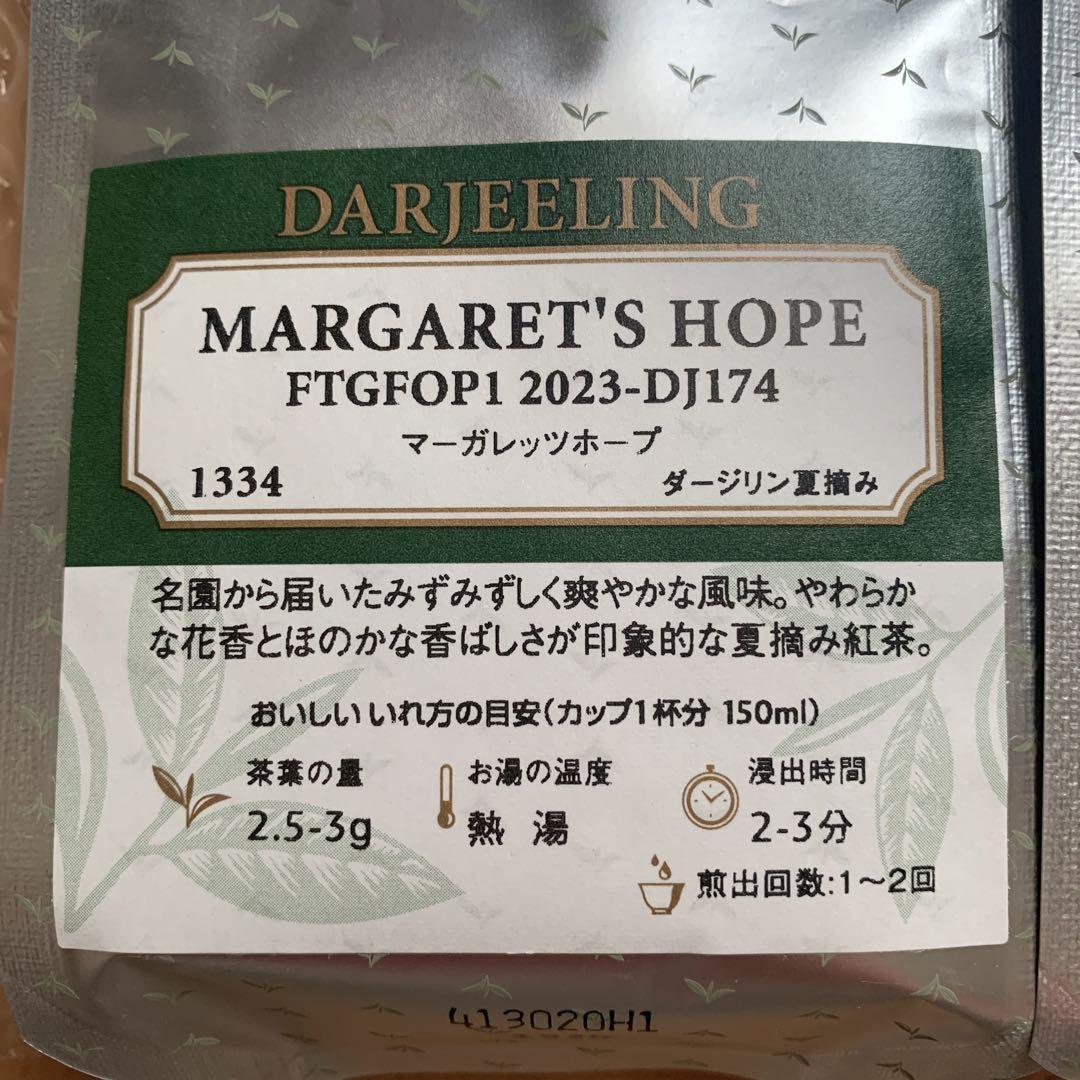 DARJEELING
MARGARET'S HOPE
FTGFOP1 2023-DJ174
マーガレッツホープ
1334 ダージリン夏摘み
名園から届いたみずみずしく爽やかな風味。やわらか
な花香とほのかな香ばしさが印象的な夏摘み紅茶。
おいしいいれ方の目安(カップ1杯分 150ml)
茶葉の量 お湯の温度 浸出時間
2.5-3g 熱 湯 2-3分
煎出回数:1～2回
413020H1